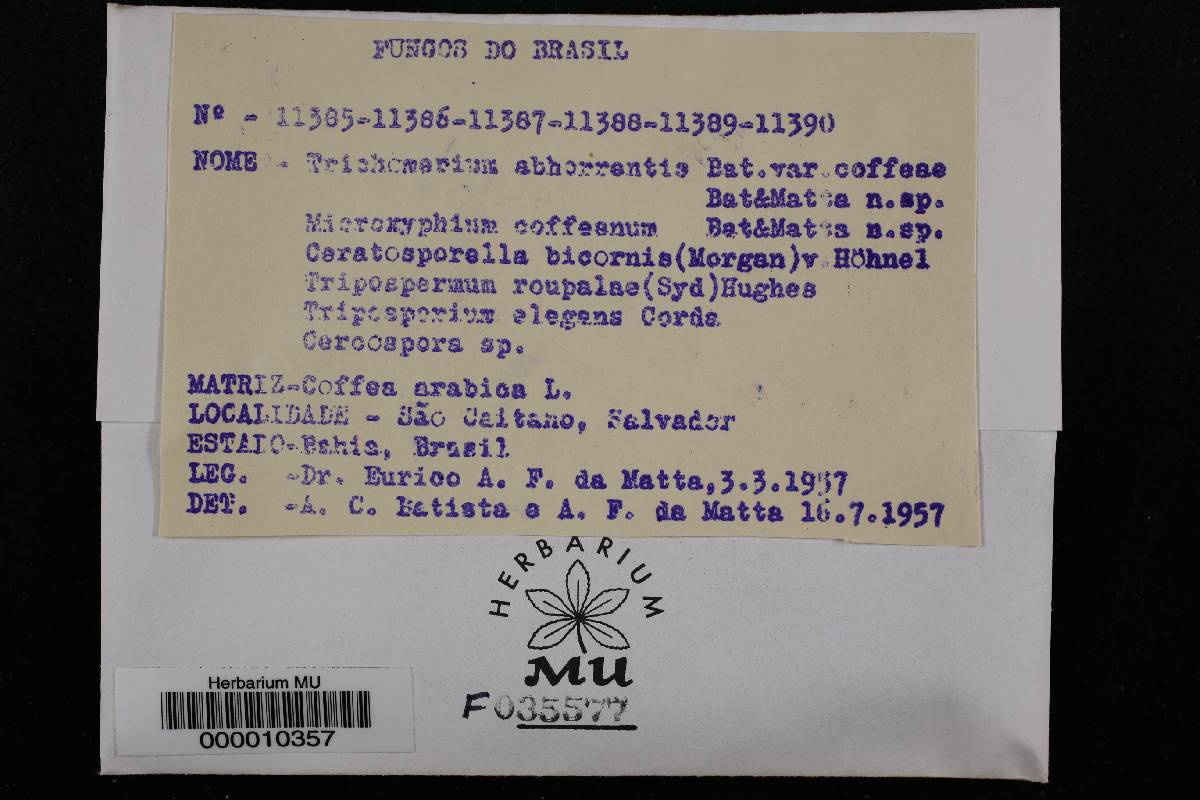 FUNGOS DO BRASIL
Nº - 11385-11386-11387-11388-11389-11390
NOME - Trichomerium abhorrentis Bat.var.coffeae
Bat&Matta n.sp.
Microxyphium coffeanum Bat&Matta n.sp.
Ceratosporella bicornis(Morgan)v.Höhnel
Tripospermum roupalae(Syd)Hughes
Triposporium elegans Corda
Cercospora sp.
MATRIZ-Coffea arabica L.
LOCALIDADE - São Caitano, Salvador
ESTADO-Bahia, Brasil
LEG. -Dr. Eurico A. F. da Matta,3.3.1957
DET. -A. C. Batista e A. F. da Matta 16.7.1957
HERBARIUM
MU
F035577
Herbarium MU
000010357